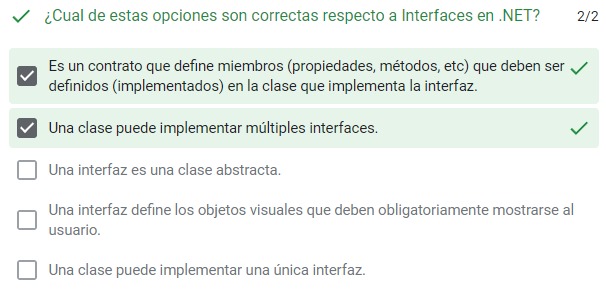 ¿Cual de estas opciones son correctas respecto a Interfaces en .NET? 2/2
Es un contrato que define miembros (propiedades, métodos, etc) que deben ser
definidos (implementados) en la clase que implementa la interfaz.
Una clase puede implementar múltiples interfaces.
Una interfaz es una clase abstracta.
Una interfaz define los objetos visuales que deben obligatoriamente mostrarse al
usuario.
Una clase puede implementar una única interfaz.